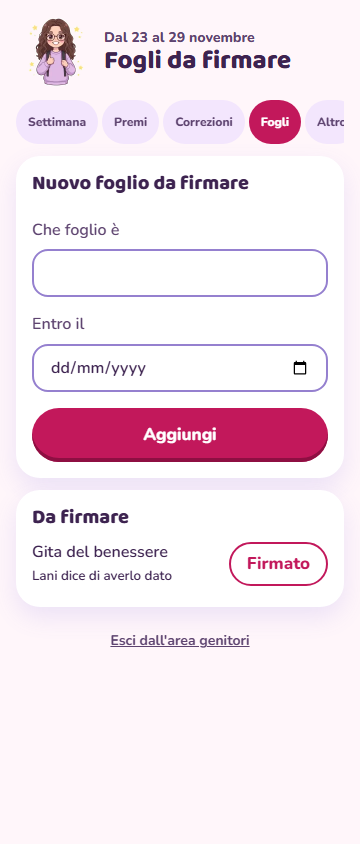 Dal 23 al 29 novembre
Fogli da firmare
Settimana
Premi
Correzioni
Fogli
Altro
Nuovo foglio da firmare
Che foglio è
Entro il
dd/mm/yyyy
Aggiungi
Da firmare
Gita del benessere
Lani dice di averlo dato
Firmato
Esci dall'area genitori